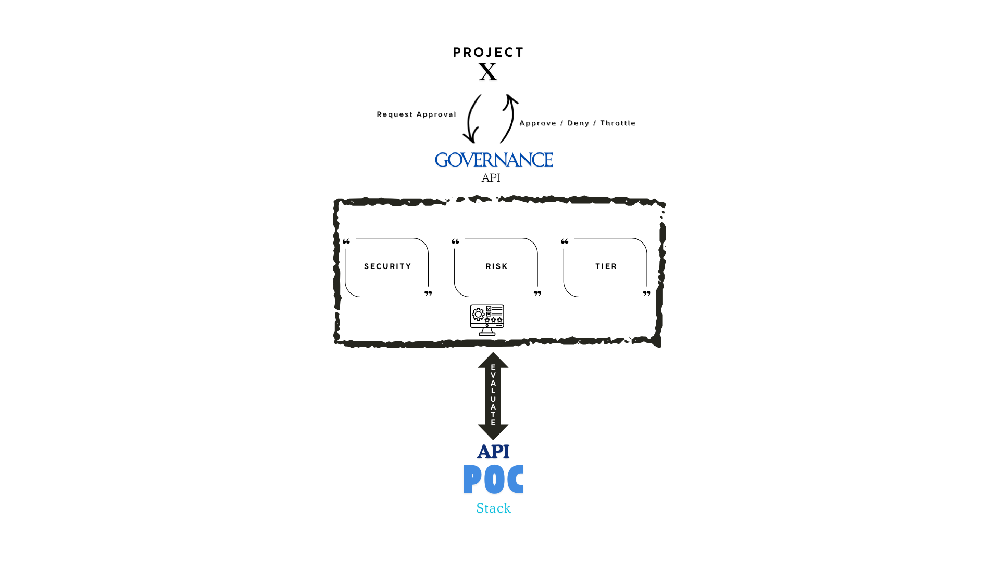 PROJECT
X
Request Approval
Approve / Deny / Throttle
GOVERNANCE
API
SECURITY
RISK
TIER
EVALUATE
API
POC
Stack